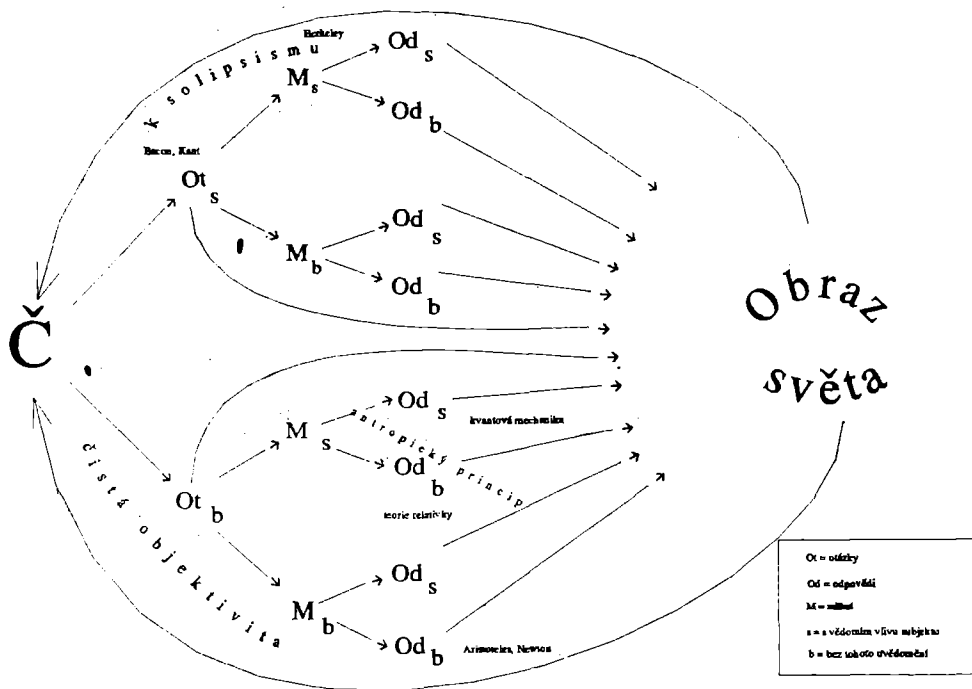 k solipsismu
Berkeley
Od s
M s
Od b
Bacon, Kant
Ot s
Od s
M b
Od b
Č
Obraz
světa
Od s
M s
kvantová mechanika
antropický princip
Od b
Ot b
teorie relativity
čistá objektivita
Od s
M b
Od b
Aristoteles, Newton
Ot = otázky
Od = odpovědi
M =
s = s vědomím vlivu subjektu
b = bez tohoto uvědomění